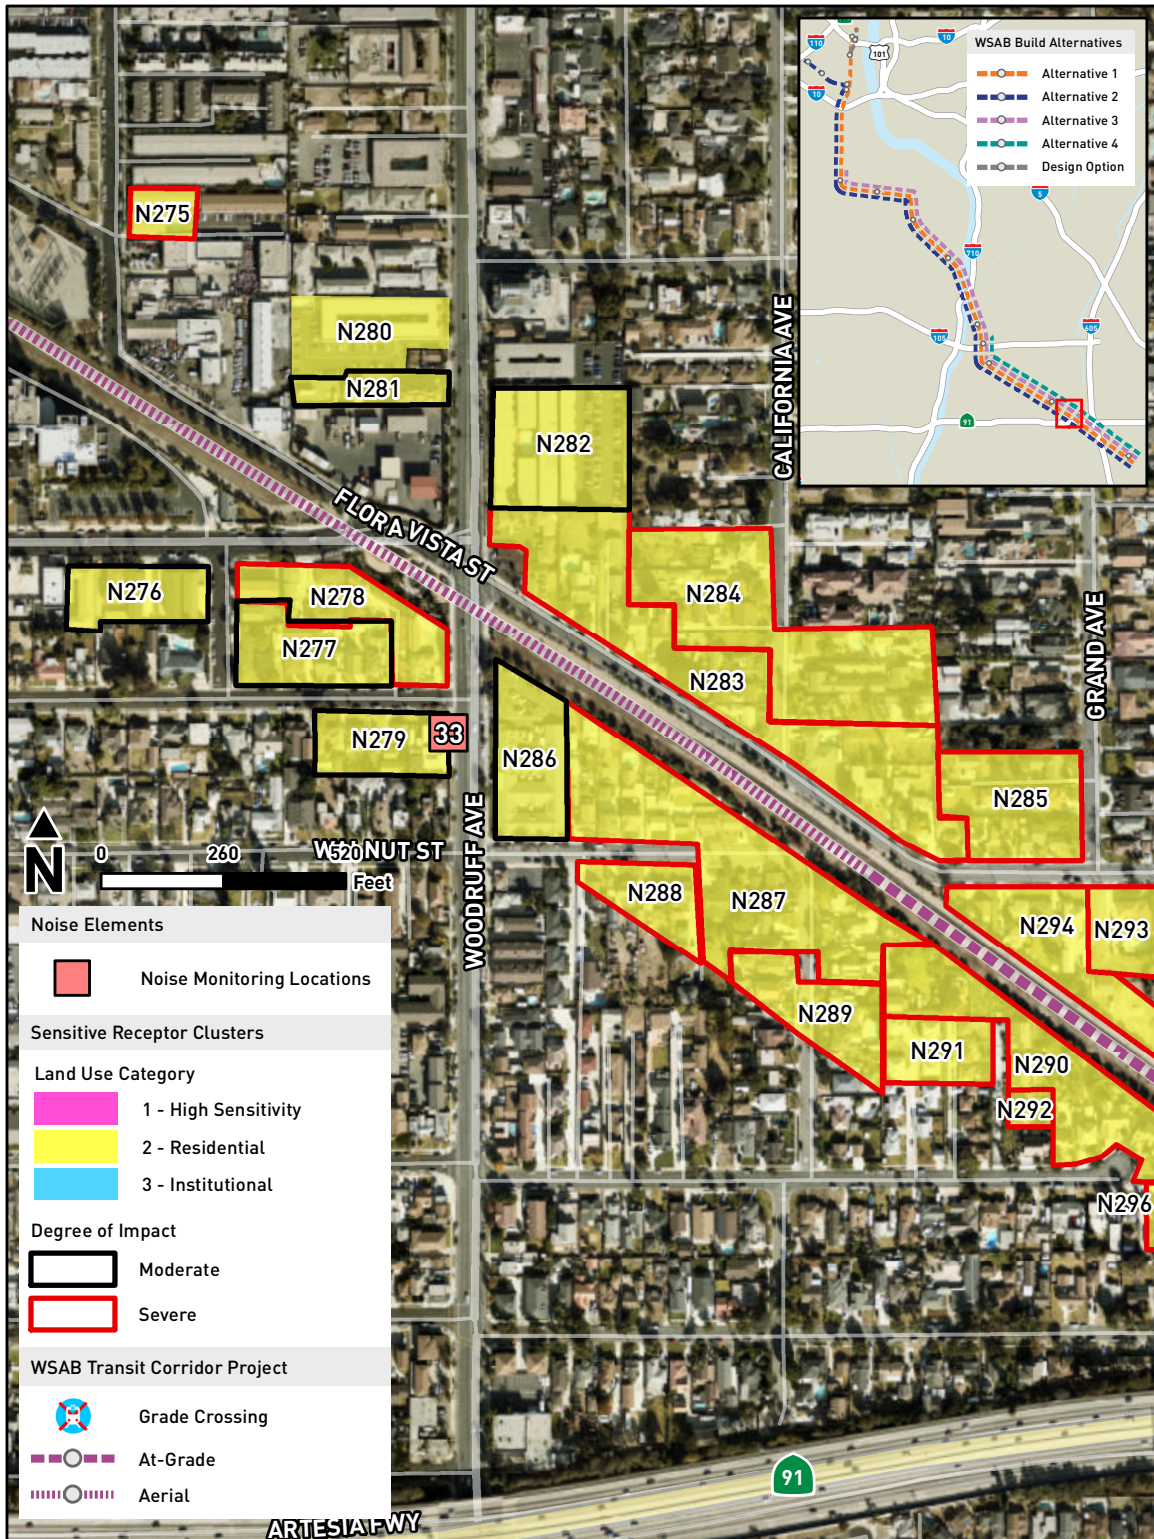 WSAB Build Alternatives
Alternative 1
Alternative 2
Alternative 3
Alternative 4
Design Option
110
10
101
10
5
710
105
605
91
N275
N280
N281
N282
CALIFORNIA AVE
FLORA VISTA ST
N276
N278
N277
N284
N283
GRAND AVE
N279
33
N286
N285
WOODRUFF AVE
N
0 260 520
Feet
WALNUT ST
N288
N287
N294
N293
N289
N291
N290
N292
N296
Noise Elements
Noise Monitoring Locations
Sensitive Receptor Clusters
Land Use Category
1 - High Sensitivity
2 - Residential
3 - Institutional
Degree of Impact
Moderate
Severe
WSAB Transit Corridor Project
Grade Crossing
At-Grade
Aerial
91
ARTESIA FWY